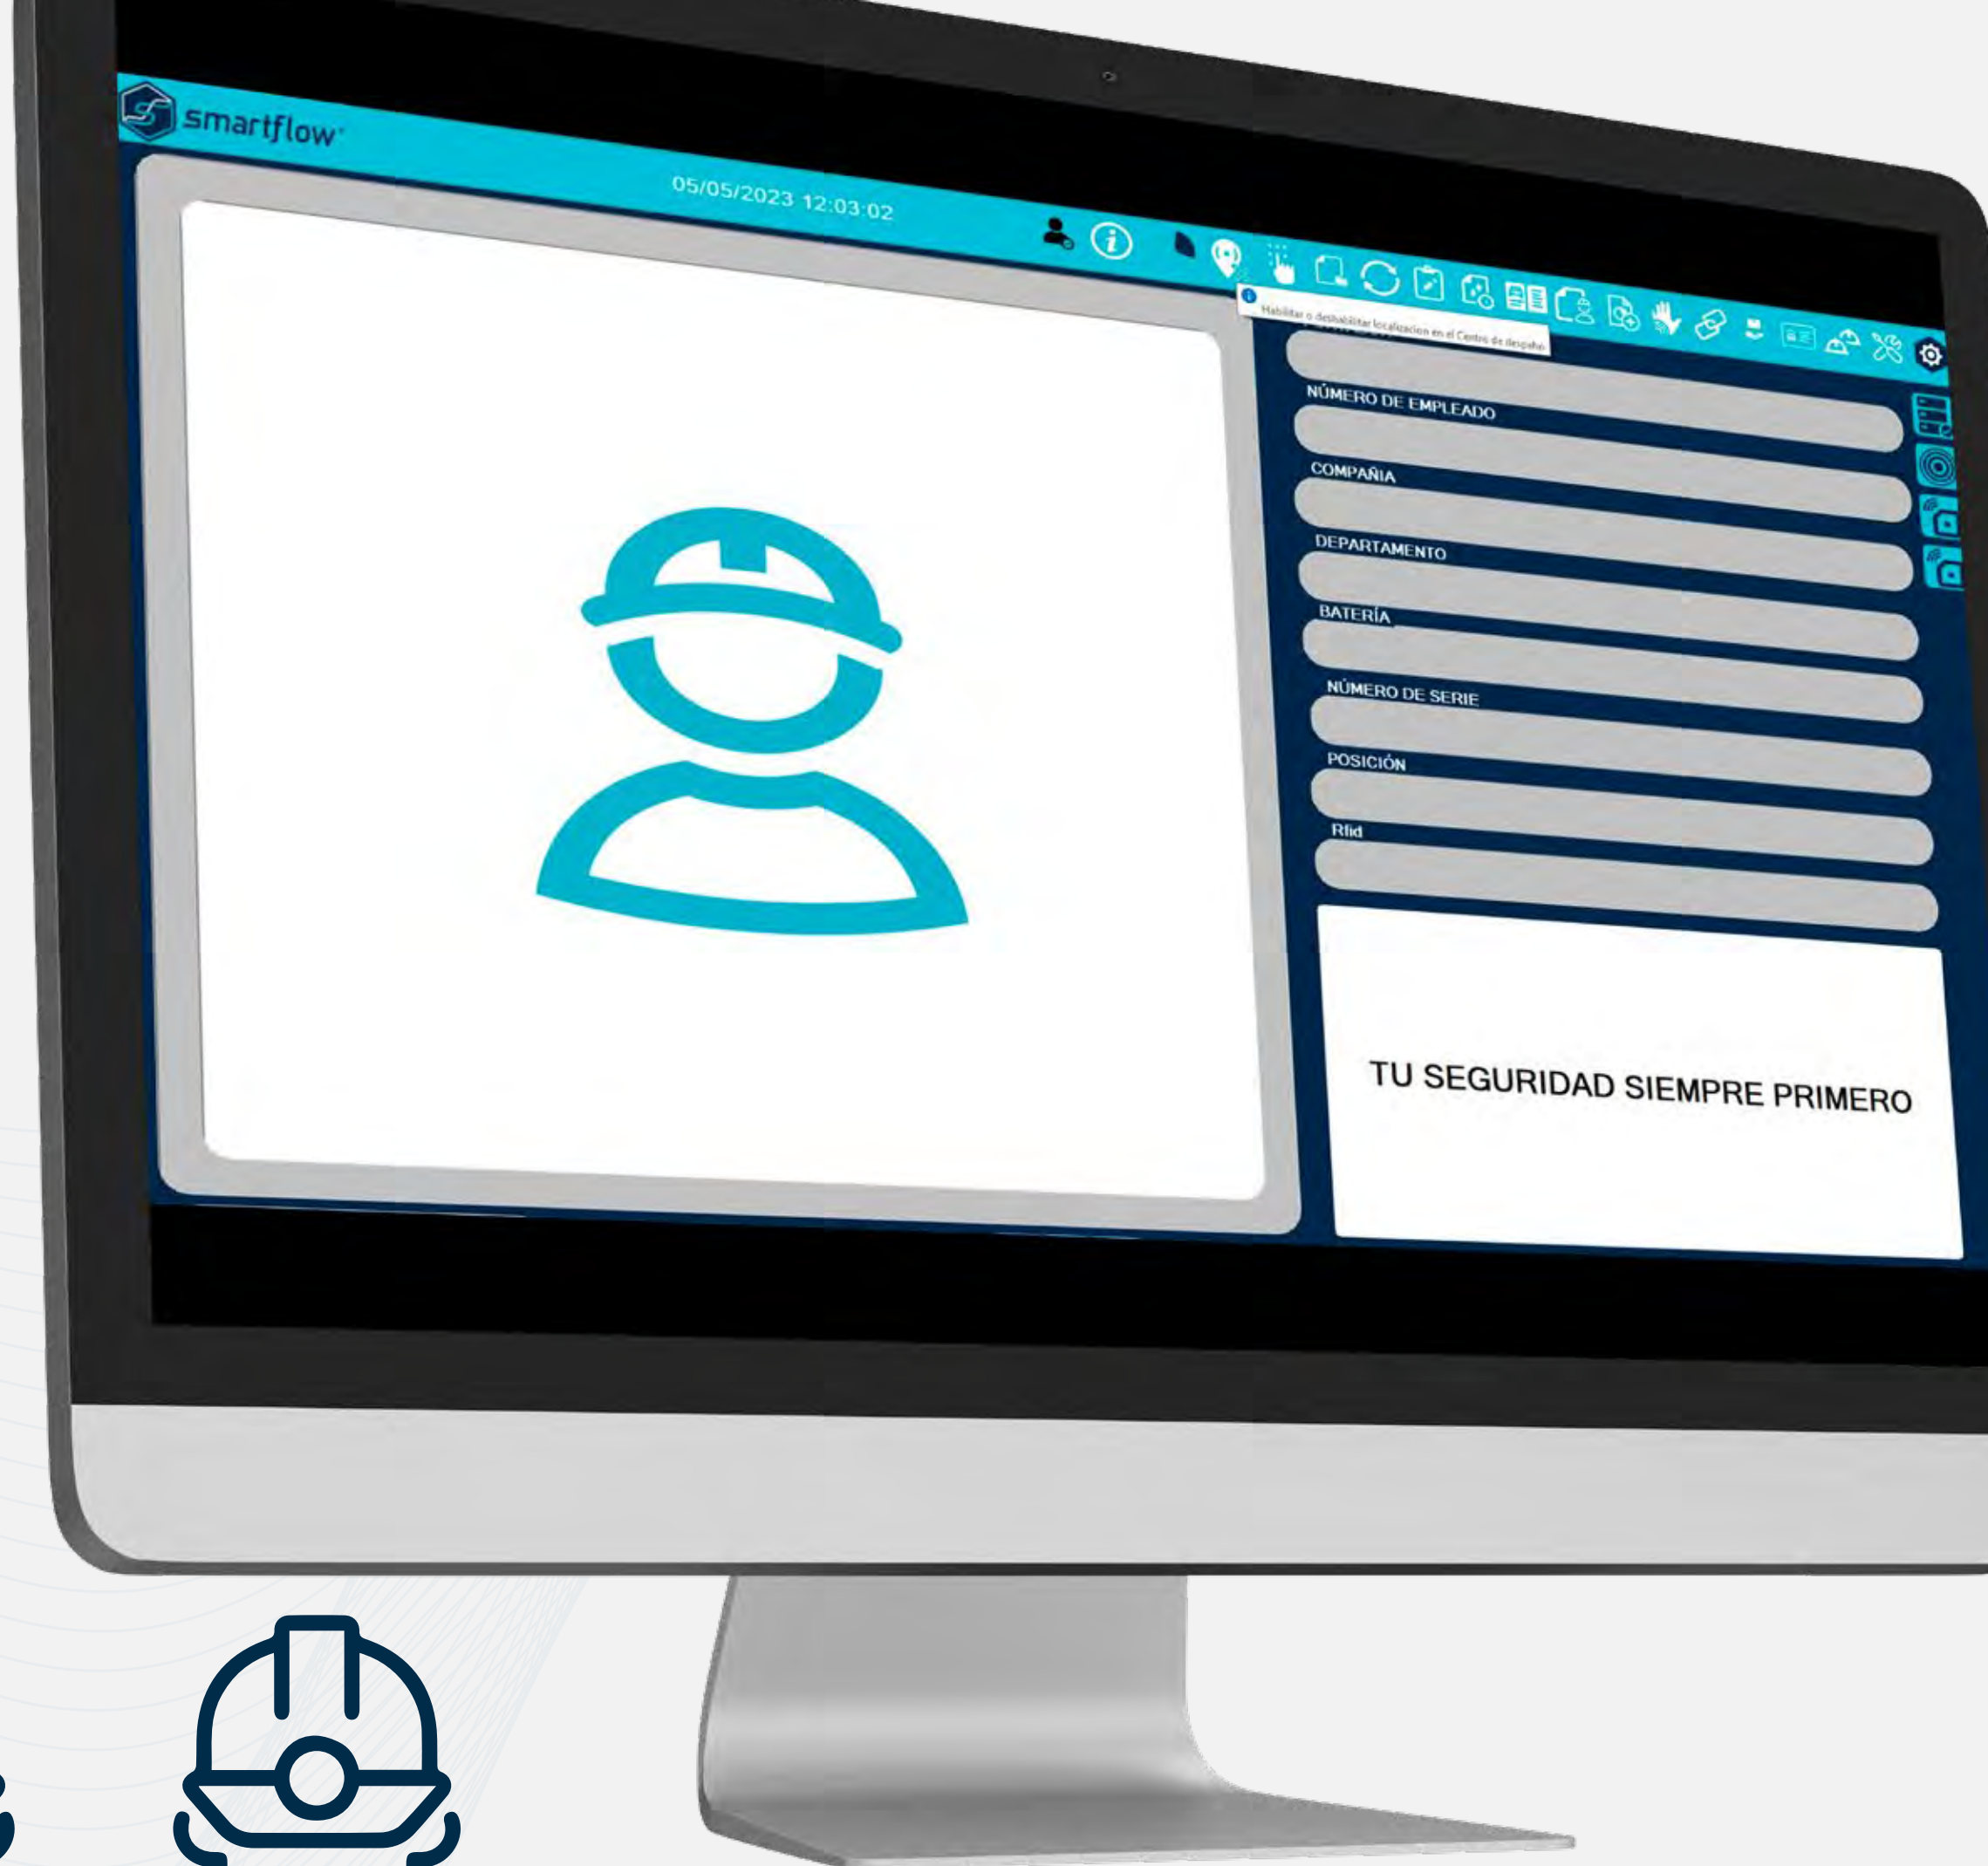 smartflow
05/05/2023 12:03:02
Habilitar o deshabilitar localizacion en el Centro de despacho
NÚMERO DE EMPLEADO
COMPAÑIA
DEPARTAMENTO
BATERÍA
NÚMERO DE SERIE
POSICIÓN
Rfid
TU SEGURIDAD SIEMPRE PRIMERO